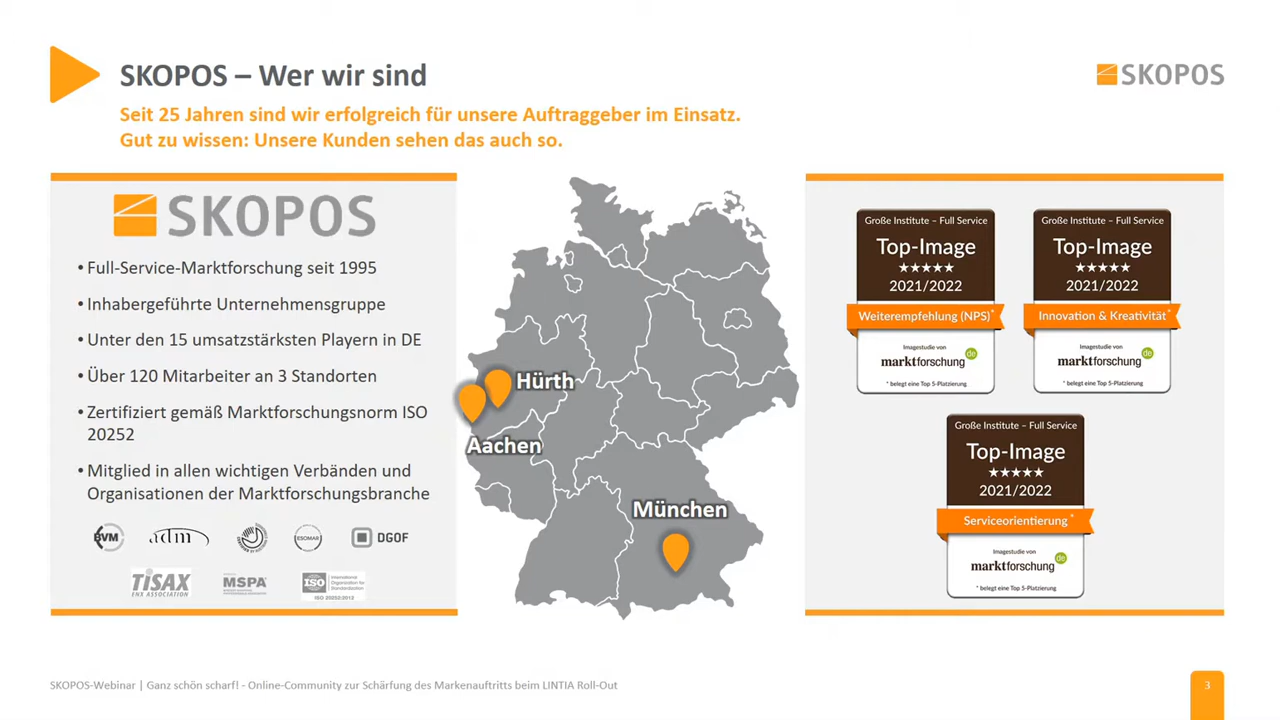 SKOPOS – Wer wir sind
SKOPOS
Seit 25 Jahren sind wir erfolgreich für unsere Auftraggeber im Einsatz.
Gut zu wissen: Unsere Kunden sehen das auch so.
SKOPOS
• Full-Service-Marktforschung seit 1995
• Inhabergeführte Unternehmensgruppe
• Unter den 15 umsatzstärksten Playern in DE
• Über 120 Mitarbeiter an 3 Standorten
• Zertifiziert gemäß Marktforschungsnorm ISO
20252
• Mitglied in allen wichtigen Verbänden und
Organisationen der Marktforschungsbranche
BVM
adm
ESOMAR
DGOF
TiSAX
ENX ASSOCIATION
MSPA
ISO
International
Organization for
Standardization
ISO 20252:2012
Hürth
Aachen
München
Große Institute – Full Service
Top-Image
★★★★★
2021/2022
Weiterempfehlung (NPS)*
Imagestudie von
marktforschung
de
* belegt eine Top 5-Platzierung
Große Institute – Full Service
Top-Image
★★★★★
2021/2022
Innovation & Kreativität*
Imagestudie von
marktforschung
de
* belegt eine Top 5-Platzierung
Große Institute – Full Service
Top-Image
★★★★★
2021/2022
Serviceorientierung*
Imagestudie von
marktforschung
de
* belegt eine Top 5-Platzierung
SKOPOS-Webinar | Ganz schön scharf! - Online-Community zur Schärfung des Markenauftritts beim LINTIA Roll-Out
3